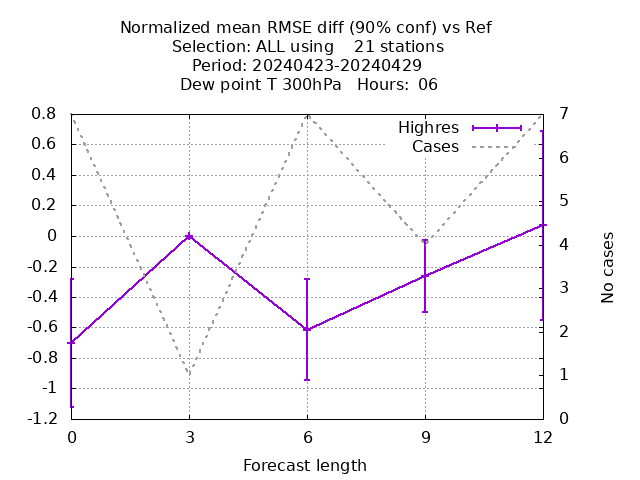 Normalized mean RMSE diff (90% conf) vs Ref
Selection: ALL using    21 stations
Period: 20240423-20240429
Dew point T 300hPa   Hours:  06
Highres
Cases
0.8
0.6
0.4
0.2
0
-0.2
-0.4
-0.6
-0.8
-1
-1.2
7
6
5
4
3
2
1
0
No cases
0 3 6 9 12
Forecast length